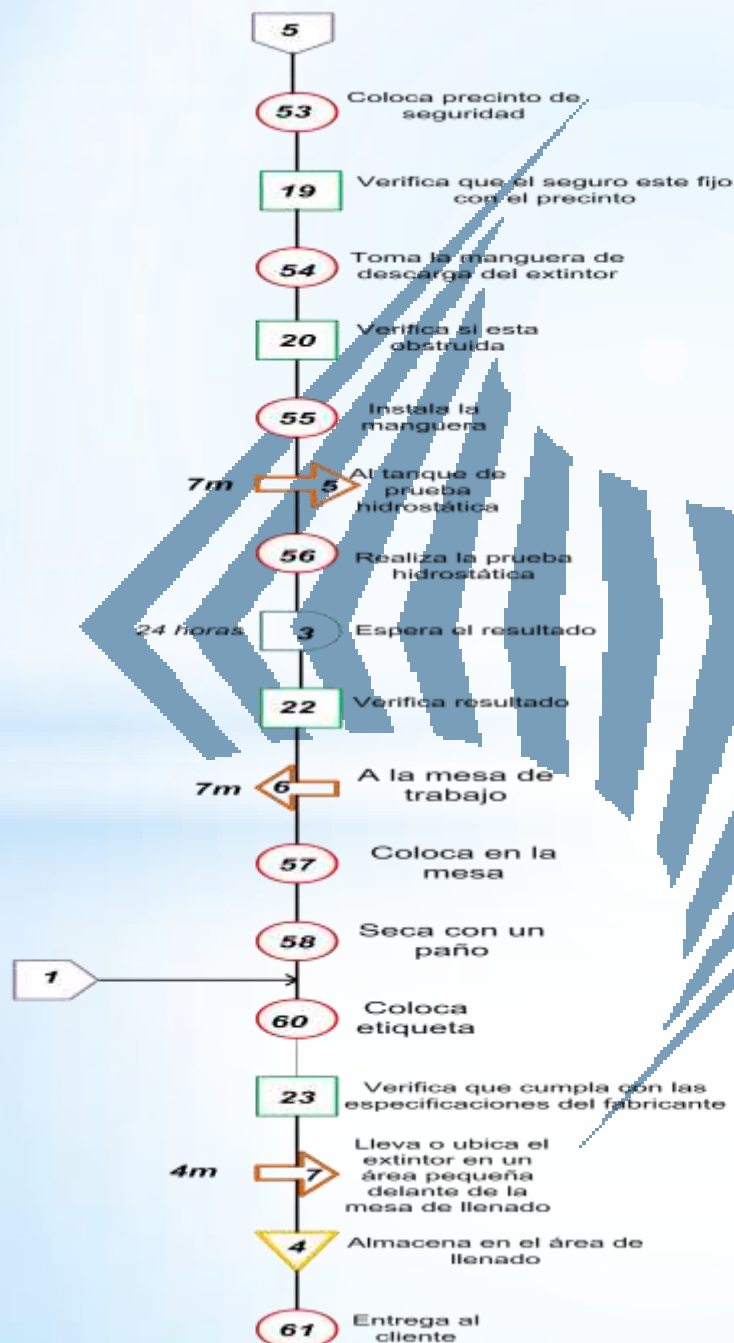 5
53 Coloca precinto de
seguridad
19 Verifica que el seguro este fijo
con el precinto
54 Toma la manguera de
descarga del extintor
20 Verifica si esta
obstruida
55 Instala la
manguera
7m 5 Al tanque de
prueba
hidrostática
56 Realiza la prueba
hidrostática
24 horas 3 Espera el resultado
22 Verifica resultado
7m 6 A la mesa de
trabajo
57 Coloca en la
mesa
58 Seca con un
paño
1
60 Coloca
etiqueta
23 Verifica que cumpla con las
especificaciones del fabricante
4m 7 Lleva o ubica el
extintor en un
área pequeña
delante de la
mesa de llenado
4 Almacena en el área de
llenado
61 Entrega al
cliente